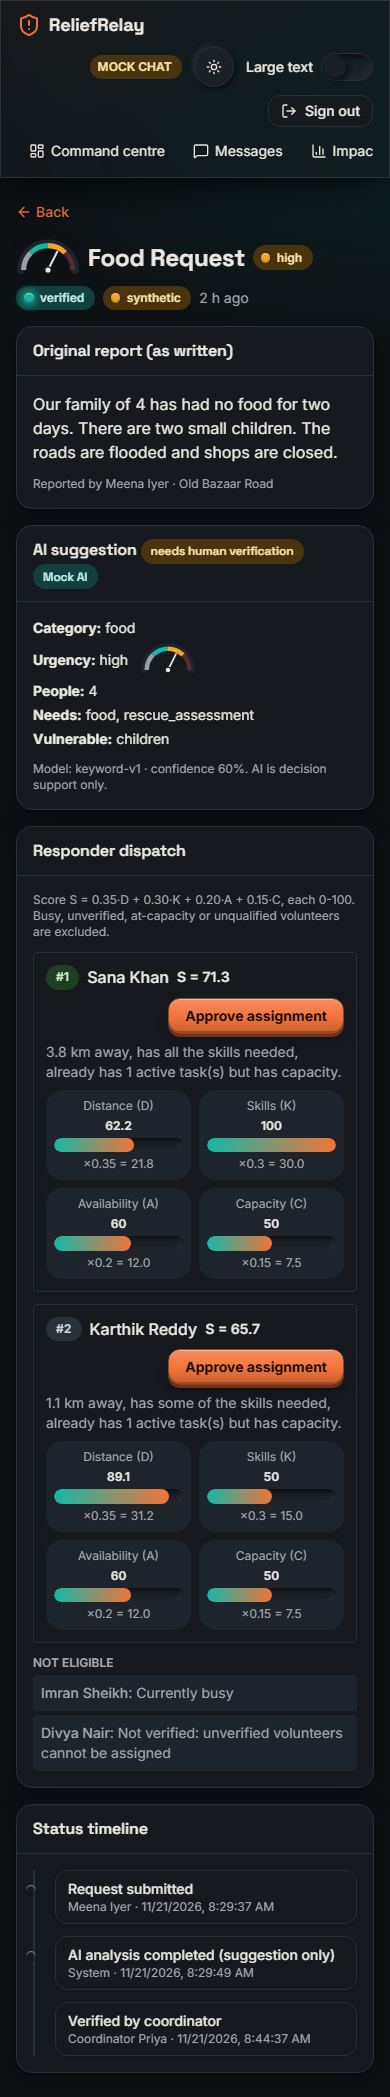 ReliefRelay
MOCK CHAT
Large text
Sign out
Command centre
Messages
Impac
← Back
Food Request
high
verified
synthetic
2 h ago
Original report (as written)
Our family of 4 has had no food for two
days. There are two small children. The
roads are flooded and shops are closed.
Reported by Meena Iyer · Old Bazaar Road
AI suggestion
needs human verification
Mock AI
Category: food
Urgency: high
People: 4
Needs: food, rescue_assessment
Vulnerable: children
Model: keyword-v1 · confidence 60%. AI is decision
support only.
Responder dispatch
Score S = 0.35·D + 0.30·K + 0.20·A + 0.15·C, each 0-100.
Busy, unverified, at-capacity or unqualified volunteers
are excluded.
#1 Sana Khan S = 71.3
Approve assignment
3.8 km away, has all the skills needed,
already has 1 active task(s) but has capacity.
Distance (D)
62.2
×0.35 = 21.8
Skills (K)
100
×0.3 = 30.0
Availability (A)
60
×0.2 = 12.0
Capacity (C)
50
×0.15 = 7.5
#2 Karthik Reddy S = 65.7
Approve assignment
1.1 km away, has some of the skills needed,
already has 1 active task(s) but has capacity.
Distance (D)
89.1
×0.35 = 31.2
Skills (K)
50
×0.3 = 15.0
Availability (A)
60
×0.2 = 12.0
Capacity (C)
50
×0.15 = 7.5
NOT ELIGIBLE
Imran Sheikh: Currently busy
Divya Nair: Not verified: unverified volunteers
cannot be assigned
Status timeline
Request submitted
Meena Iyer · 11/21/2026, 8:29:37 AM
AI analysis completed (suggestion only)
System · 11/21/2026, 8:29:49 AM
Verified by coordinator
Coordinator Priya · 11/21/2026, 8:44:37 AM